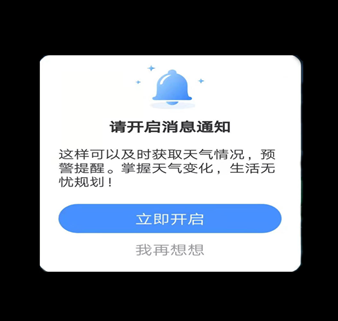 请开启消息通知
这样可以及时获取天气情况，预
警提醒。掌握天气变化，生活无
忧规划！
立即开启
我再想想